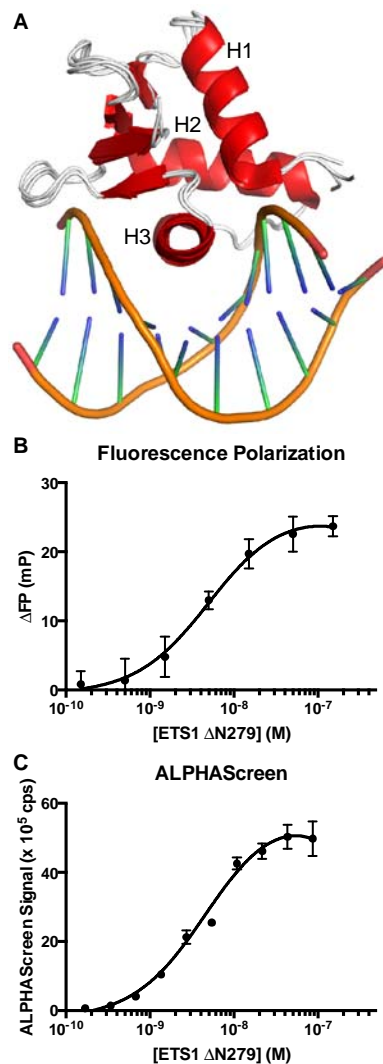 A
H1
H2
H3
B
Fluorescence Polarization
30
20
10
0
ΔFP (mP)
10⁻¹⁰ 10⁻⁹ 10⁻⁸ 10⁻⁷
[ETS1 ΔN279] (M)
C
ALPHAScreen
60
40
20
0
ALPHAScreen Signal (x 10⁵ cps)
10⁻¹⁰ 10⁻⁹ 10⁻⁸ 10⁻⁷
[ETS1 ΔN279] (M)